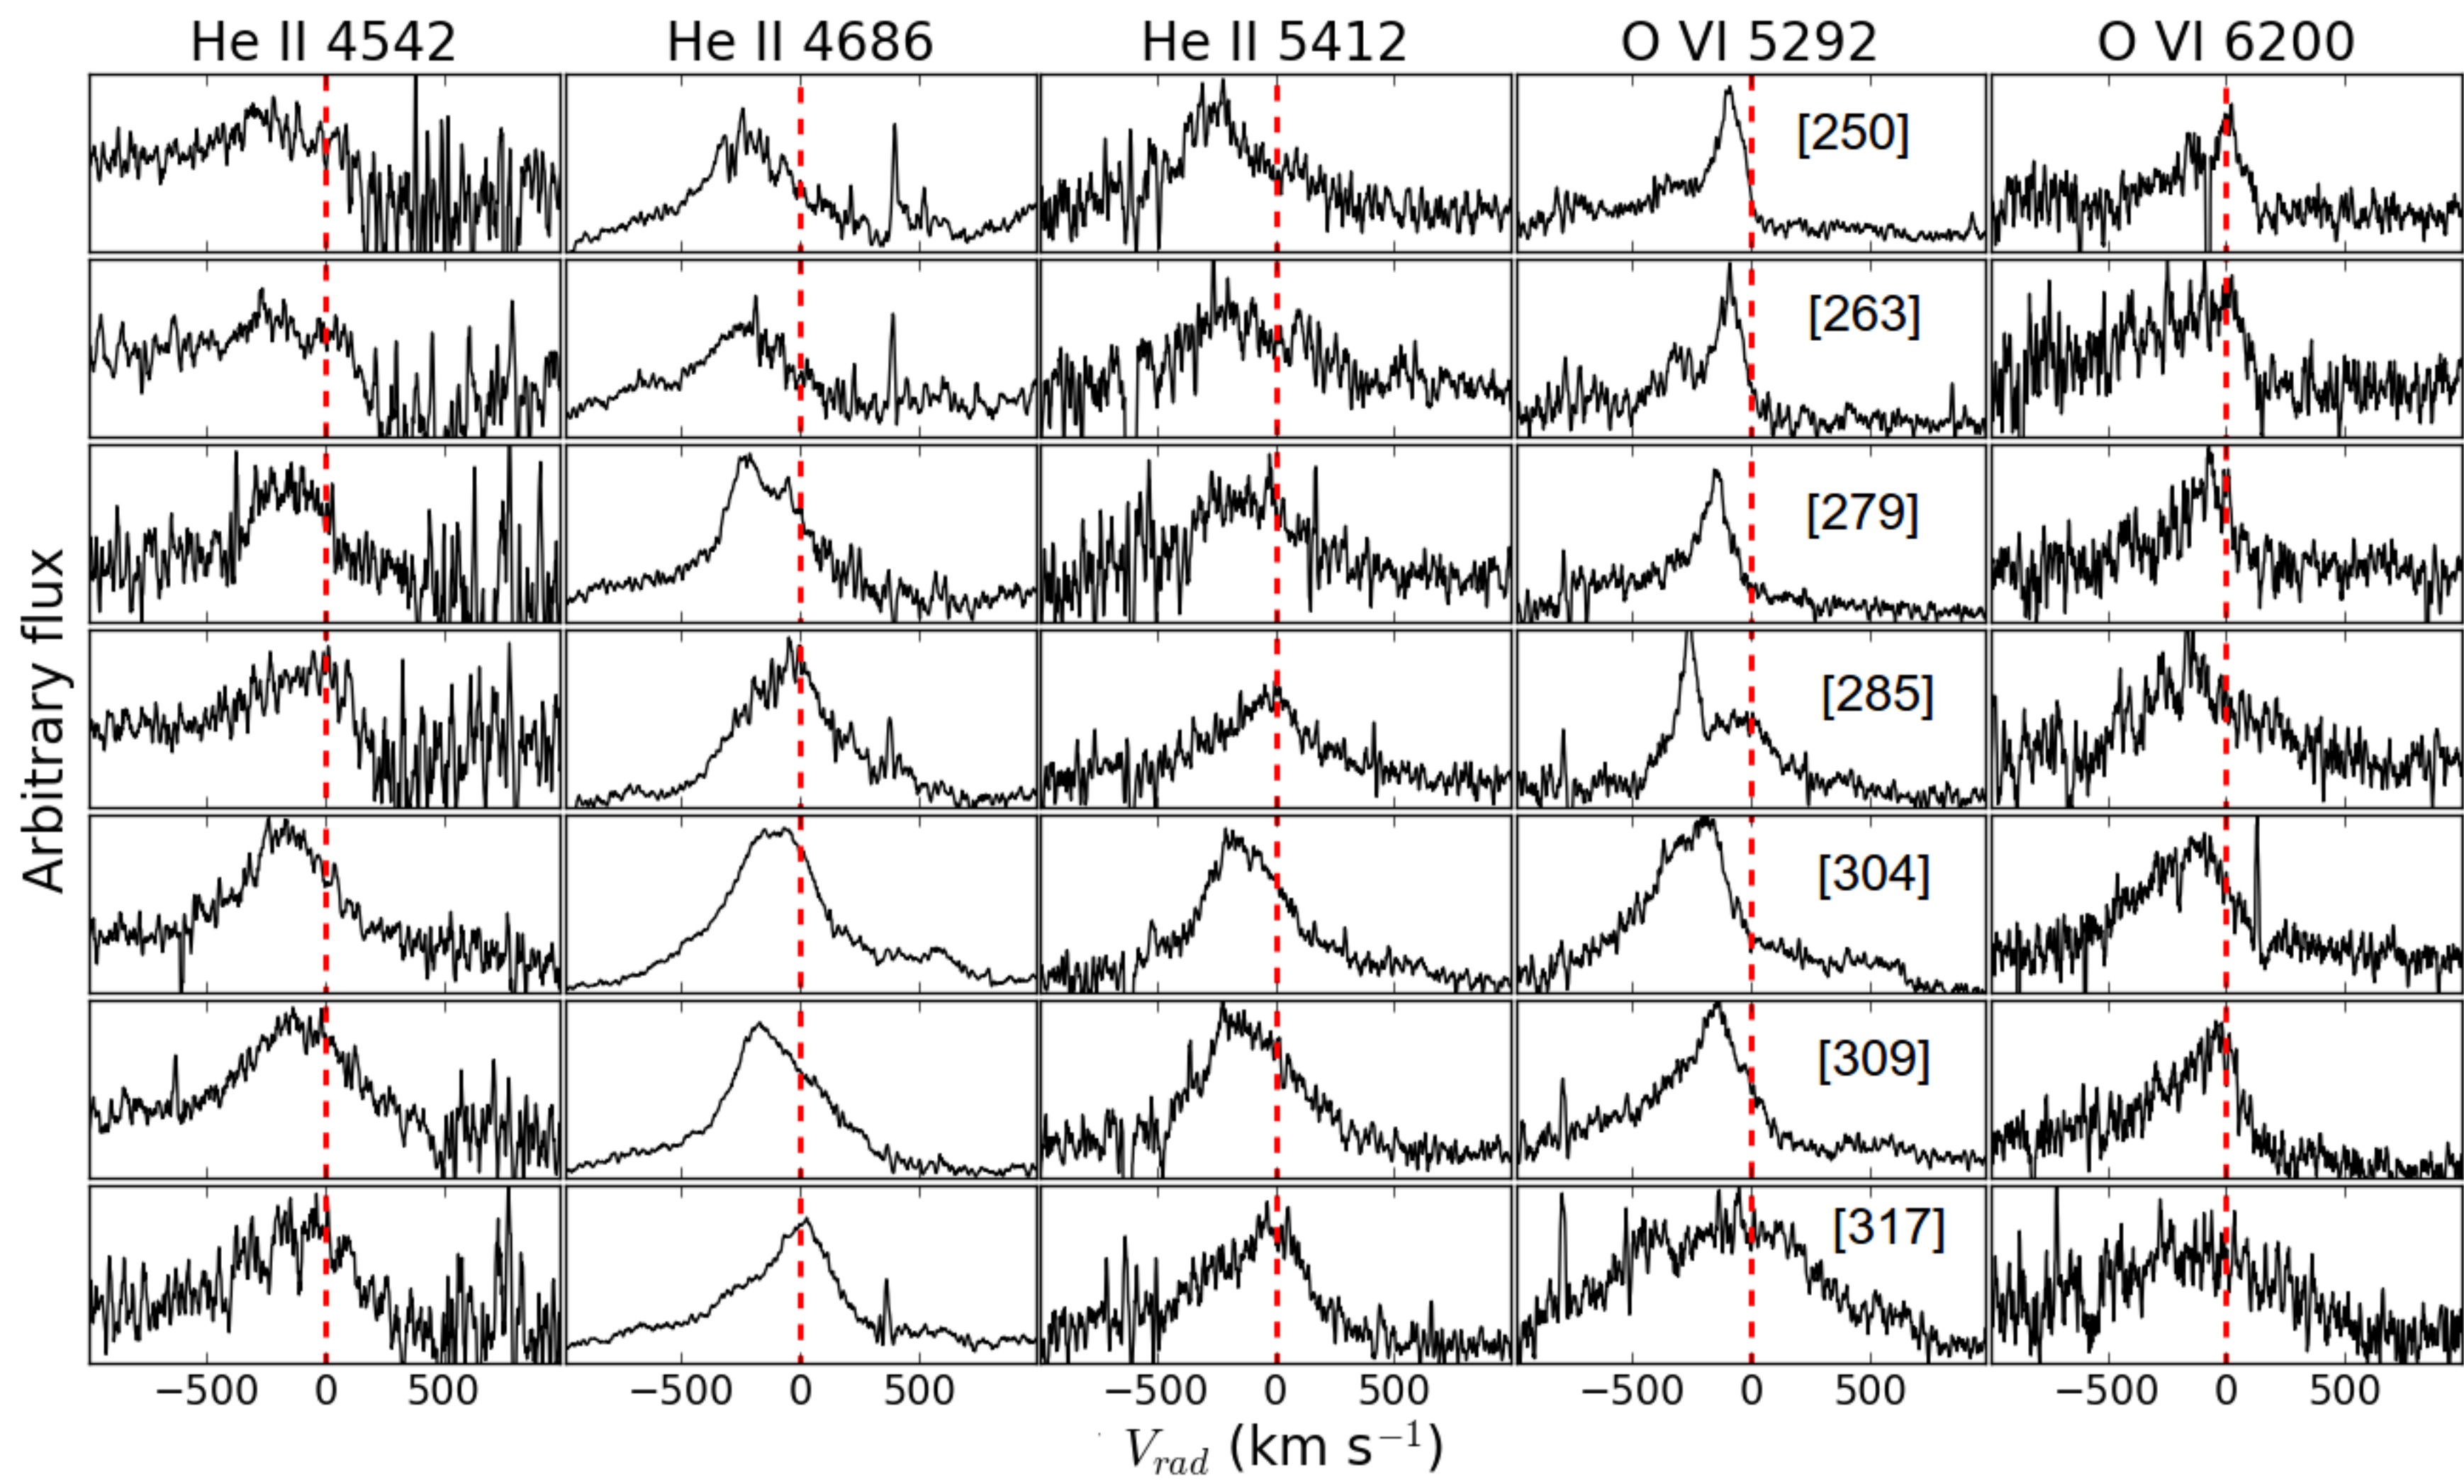 He II 4542 He II 4686 He II 5412 O VI 5292 O VI 6200
[250]
[263]
[279]
[285]
[304]
[309]
[317]
Arbitrary flux
−500 0 500 −500 0 500 −500 0 500 −500 0 500 −500 0 500
V_rad (km s⁻¹)